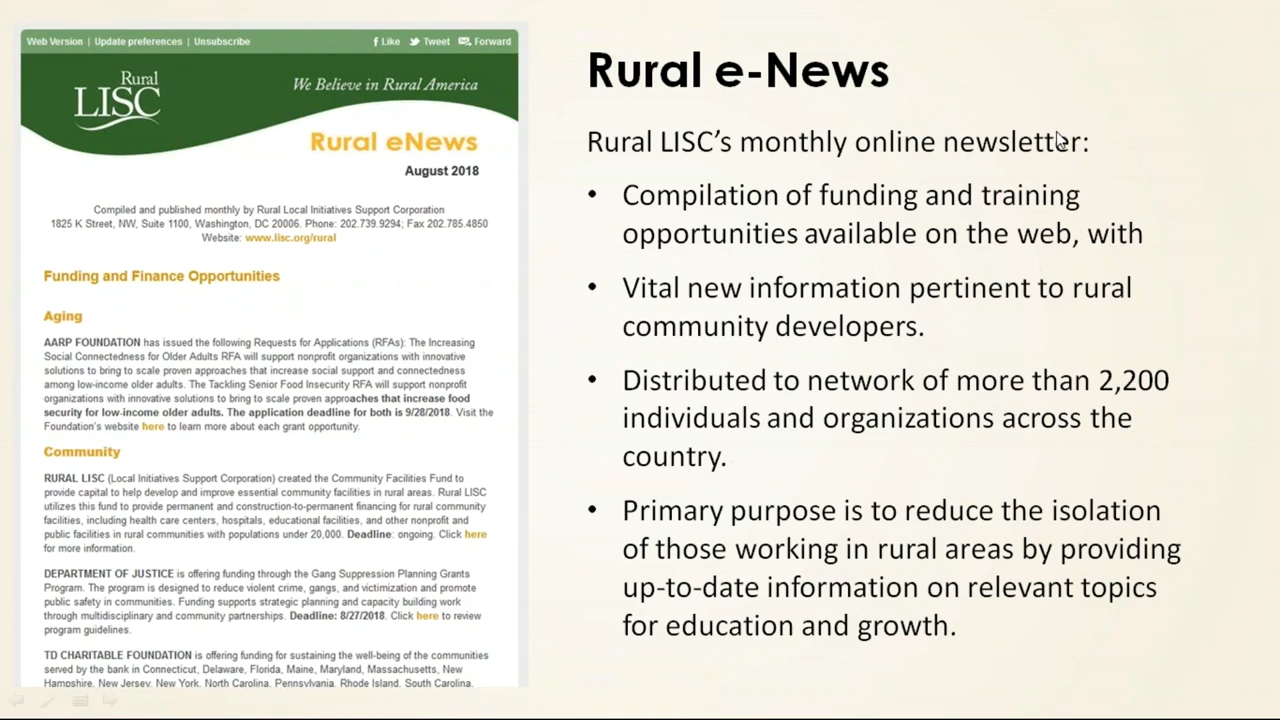 Web Version | Update preferences | Unsubscribe
Like Tweet Forward
Rural
LISC
We Believe in Rural America
Rural eNews
August 2018
Compiled and published monthly by Rural Local Initiatives Support Corporation
1825 K Street, NW, Suite 1100, Washington, DC 20006. Phone: 202.739.9294; Fax 202.785.4850
Website: www.lisc.org/rural
Funding and Finance Opportunities
Aging
AARP FOUNDATION has issued the following Requests for Applications (RFAs): The Increasing
Social Connectedness for Older Adults RFA will support nonprofit organizations with innovative
solutions to bring to scale proven approaches that increase social support and connectedness
among low-income older adults. The Tackling Senior Food Insecurity RFA will support nonprofit
organizations with innovative solutions to bring to scale proven approaches that increase food
security for low-income older adults. The application deadline for both is 9/28/2018. Visit the
Foundation's website here to learn more about each grant opportunity.
Community
RURAL LISC (Local Initiatives Support Corporation) created the Community Facilities Fund to
provide capital to help develop and improve essential community facilities in rural areas. Rural LISC
utilizes this fund to provide permanent and construction-to-permanent financing for rural community
facilities, including health care centers, hospitals, educational facilities, and other nonprofit and
public facilities in rural communities with populations under 20,000. Deadline: ongoing. Click here
for more information.
DEPARTMENT OF JUSTICE is offering funding through the Gang Suppression Planning Grants
Program. The program is designed to reduce violent crime, gangs, and victimization and promote
public safety in communities. Funding supports strategic planning and capacity building work
through multidisciplinary and community partnerships. Deadline: 8/27/2018. Click here to review
program guidelines.
TD CHARITABLE FOUNDATION is offering funding for sustaining the well-being of the communities
served by the bank in Connecticut, Delaware, Florida, Maine, Maryland, Massachusetts, New
Hampshire, New Jersey, New York, North Carolina, Pennsylvania, Rhode Island, South Carolina,
Rural e-News
Rural LISC's monthly online newsletter:
• Compilation of funding and training
opportunities available on the web, with
• Vital new information pertinent to rural
community developers.
• Distributed to network of more than 2,200
individuals and organizations across the
country.
• Primary purpose is to reduce the isolation
of those working in rural areas by providing
up-to-date information on relevant topics
for education and growth.